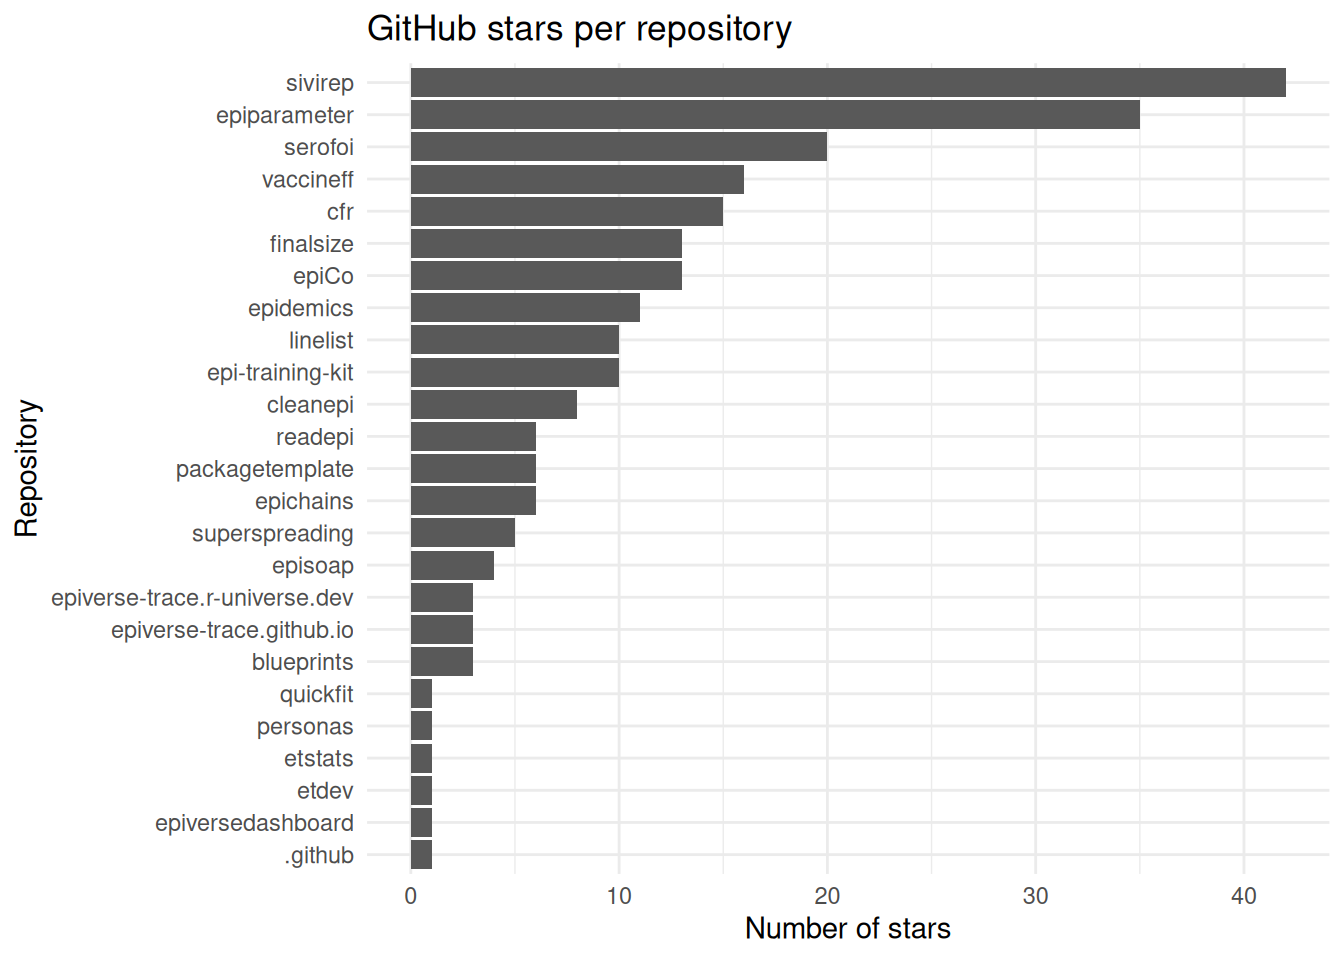 GitHub stars per repository
sivirep
epiparameter
serofoi
vaccineff
cfr
finalsize
epiCo
epidemics
linelist
epi-training-kit
cleanepi
readepi
packagetemplate
epichains
superspreading
episoap
epiverse-trace.r-universe.dev
epiverse-trace.github.io
blueprints
quickfit
personas
etstats
etdev
epiversedashboard
.github
Repository
0 10 20 30 40
Number of stars